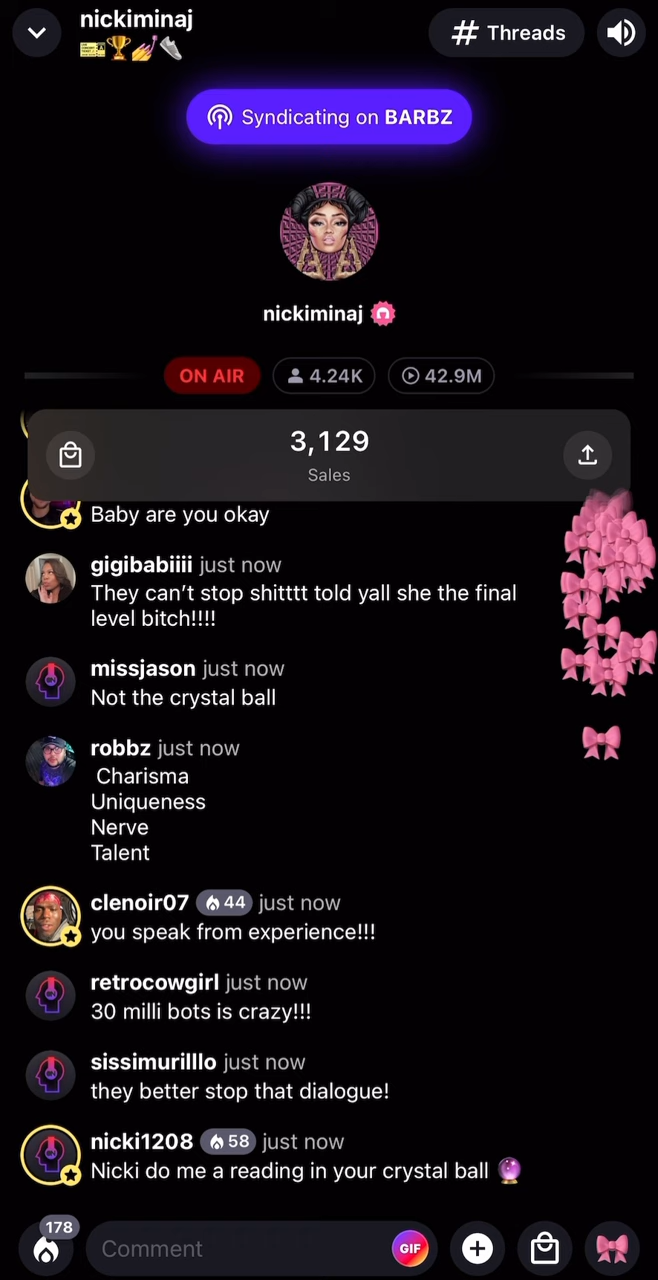 nickiminaj
Threads
Syndicating on BARBZ
nickiminaj
ON AIR
4.24K
42.9M
3,129
Sales
Baby are you okay
gigibabiiii just now
They can’t stop shitttt told yall she the final
level bitch!!!!
missjason just now
Not the crystal ball
robbz just now
Charisma
Uniqueness
Nerve
Talent
clenoir07 44 just now
you speak from experience!!!
retrocowgirl just now
30 milli bots is crazy!!!
sissimurilllo just now
they better stop that dialogue!
nicki1208 58 just now
Nicki do me a reading in your crystal ball 🔮
178
Comment
GIF